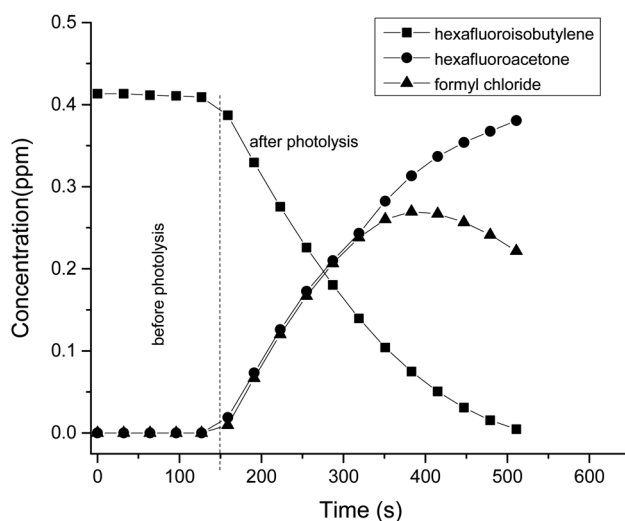 0.5
hexafluoroisobutylene
hexafluoroacetone
formyl chloride
0.4
after photolysis
0.3
Concentration(ppm)
before photolysis
0.2
0.1
0.0
0 100 200 300 400 500 600
Time (s)